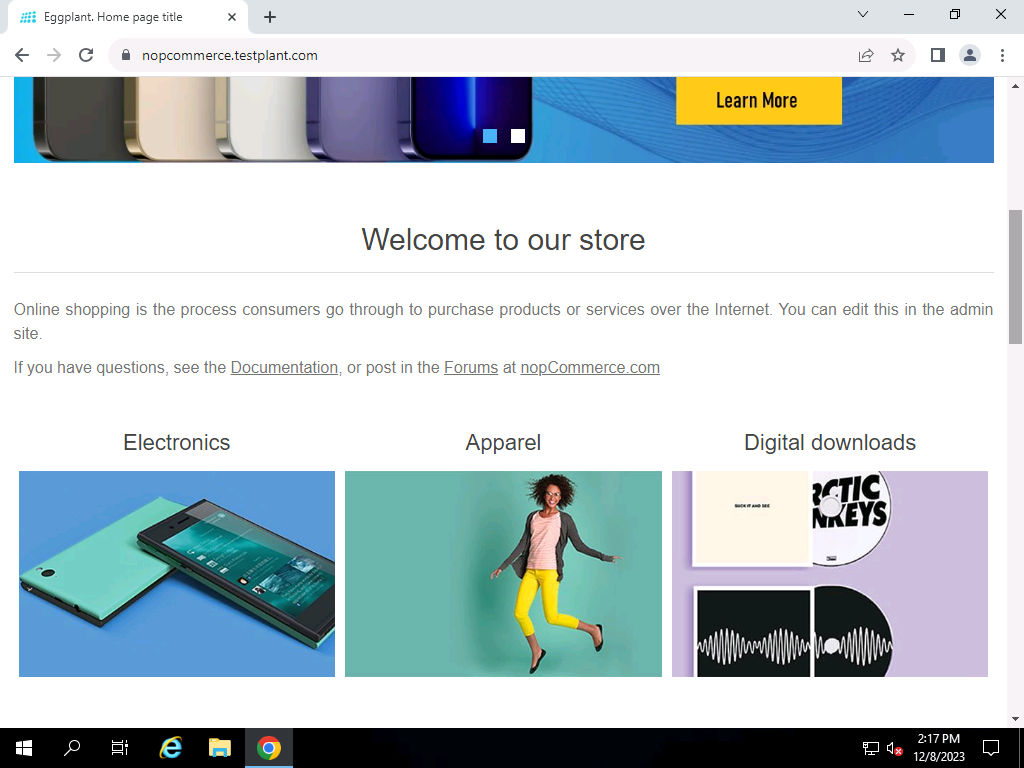 Eggplant. Home page title
nopcommerce.testplant.com
Learn More
Welcome to our store
Online shopping is the process consumers go through to purchase products or services over the Internet. You can edit this in the admin
site.
If you have questions, see the Documentation, or post in the Forums at nopCommerce.com
Electronics
Apparel
Digital downloads
SUCK IT AND SEE
RCTIC
NKEYS
2:17 PM
12/8/2023